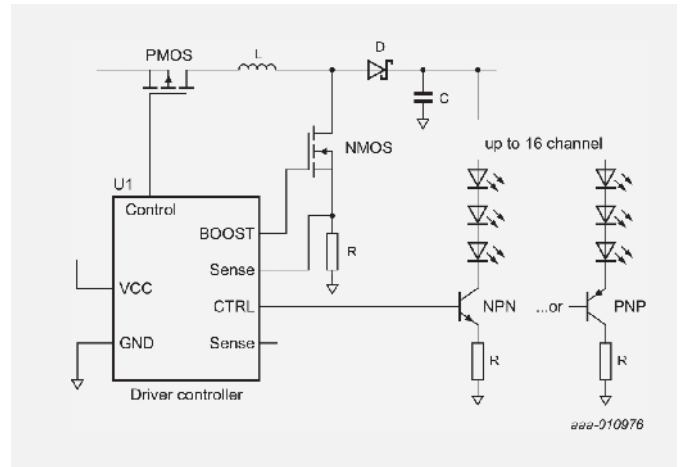 PMOS
L
D
C
NMOS
up to 16 channel
U1
Control
BOOST
R
Sense
VCC
CTRL
NPN
...or
PNP
GND
Sense
R
R
Driver controller
aaa-010976